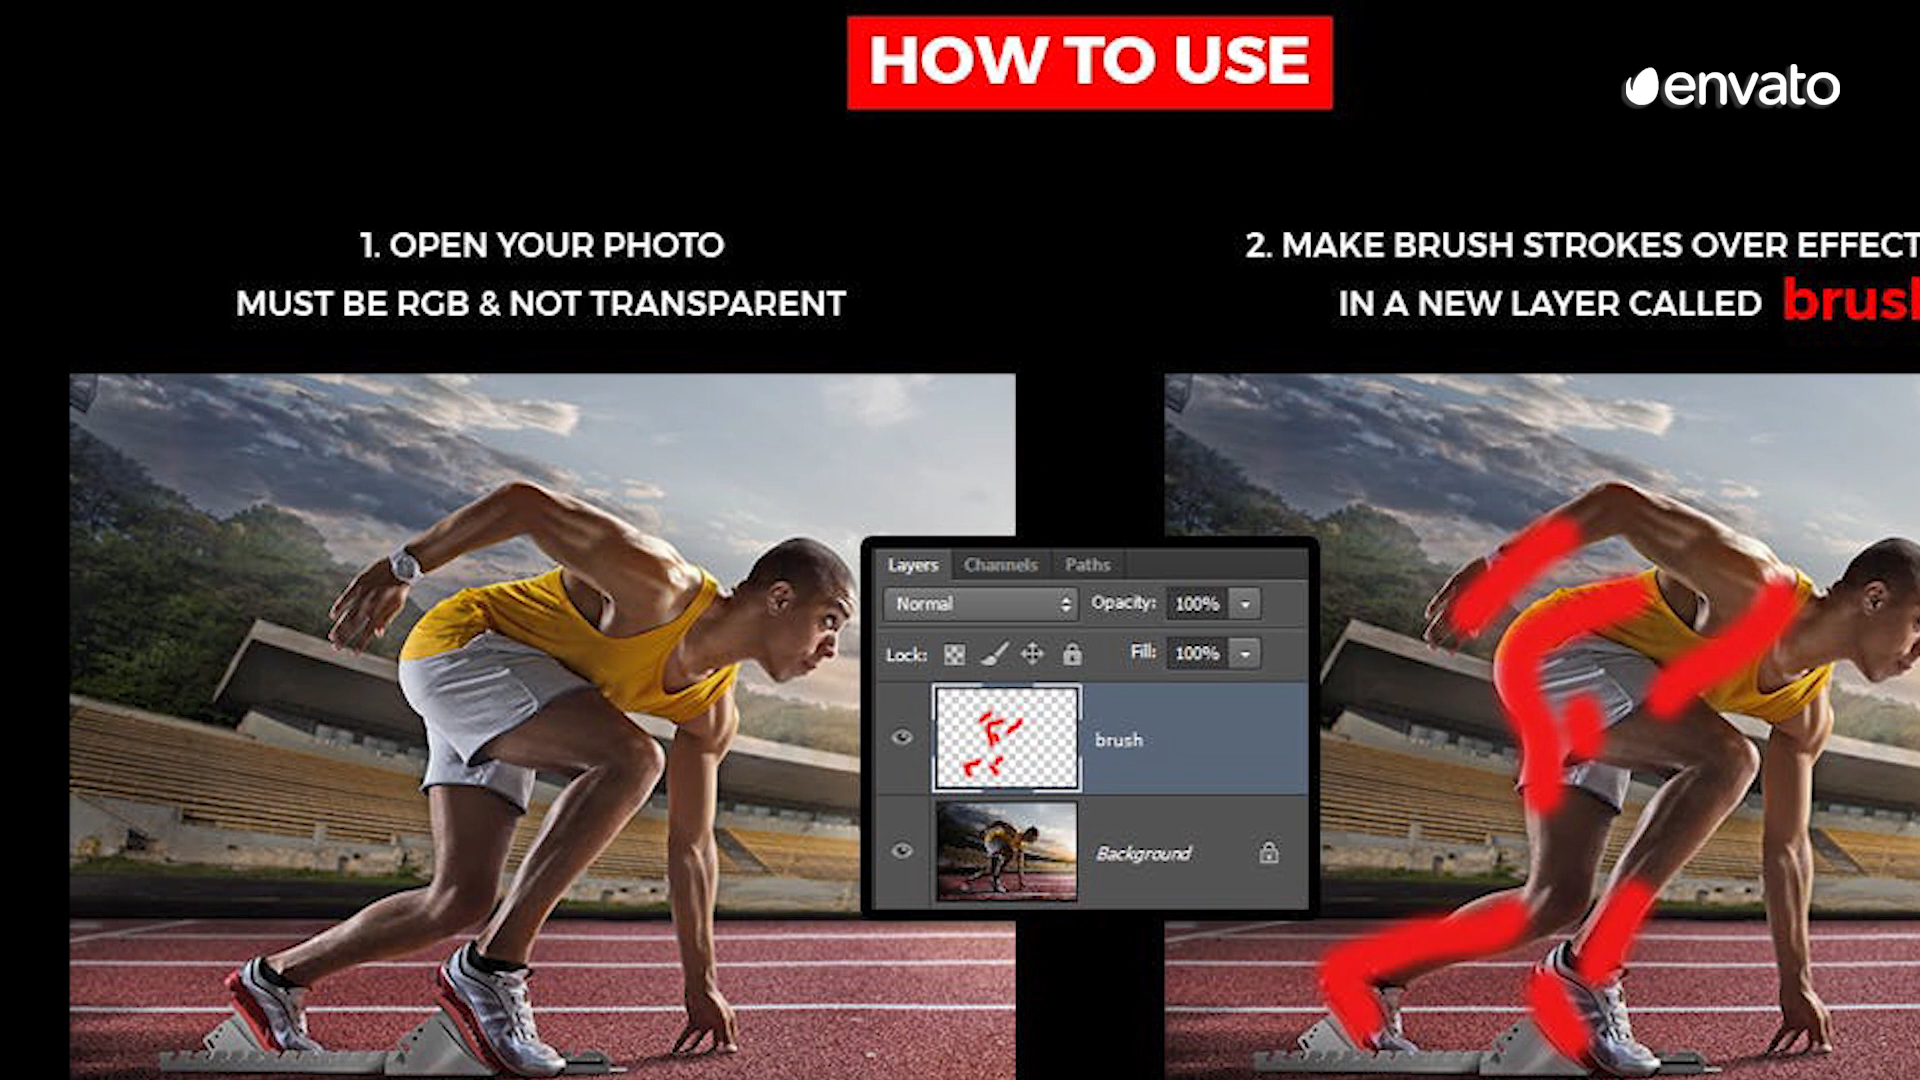 HOW TO USE
envato
1. OPEN YOUR PHOTO
MUST BE RGB & NOT TRANSPARENT
2. MAKE BRUSH STROKES OVER EFFECT
IN A NEW LAYER CALLED brush
Layers Channels Paths
Normal Opacity: 100%
Lock: Fill: 100%
brush
Background